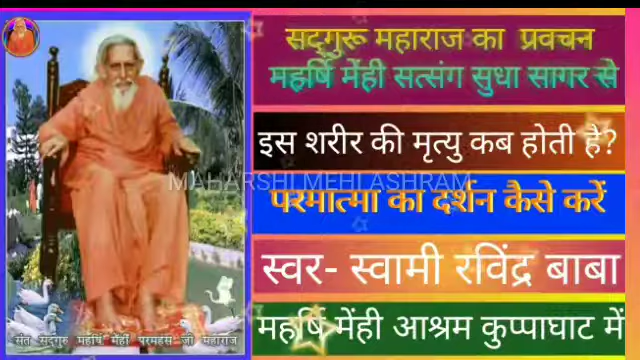 सद्गुरू महाराज का प्रवचन
महर्षि मेंही सत्संग सुधा सागर से
इस शरीर की मृत्यु कब होती है?
MAHARSHI MEHI ASHRAM
परमात्मा का दर्शन कैसे करें
स्वर- स्वामी रविंद्र बाबा
महर्षि मेंही आश्रम कुप्पाघाट में
संत सद्गुरु महर्षि मेंहीं परमहंस जी महाराज